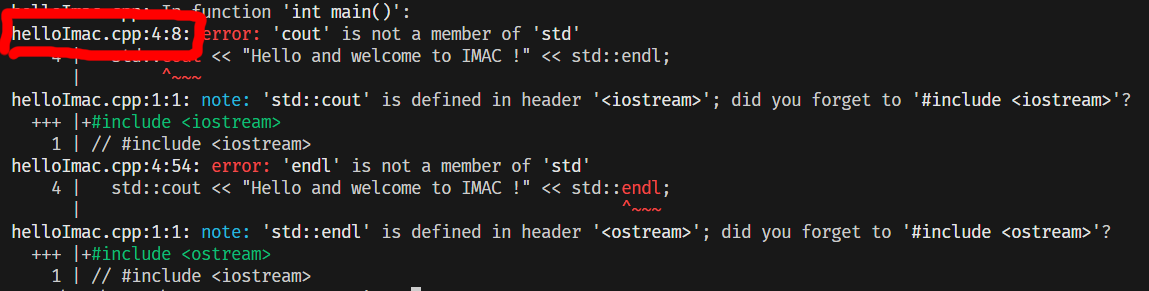 helloImac.cpp: In function 'int main()':
helloImac.cpp:4:8: error: 'cout' is not a member of 'std'
4 | std::cout << "Hello and welcome to IMAC !" << std::endl;
| ^~~~
helloImac.cpp:1:1: note: 'std::cout' is defined in header '<iostream>'; did you forget to '#include <iostream>'?
+++ |+#include <iostream>
1 | // #include <iostream>
helloImac.cpp:4:54: error: 'endl' is not a member of 'std'
4 | std::cout << "Hello and welcome to IMAC !" << std::endl;
| ^~~~
helloImac.cpp:1:1: note: 'std::endl' is defined in header '<ostream>'; did you forget to '#include <ostream>'?
+++ |+#include <ostream>
1 | // #include <iostream>